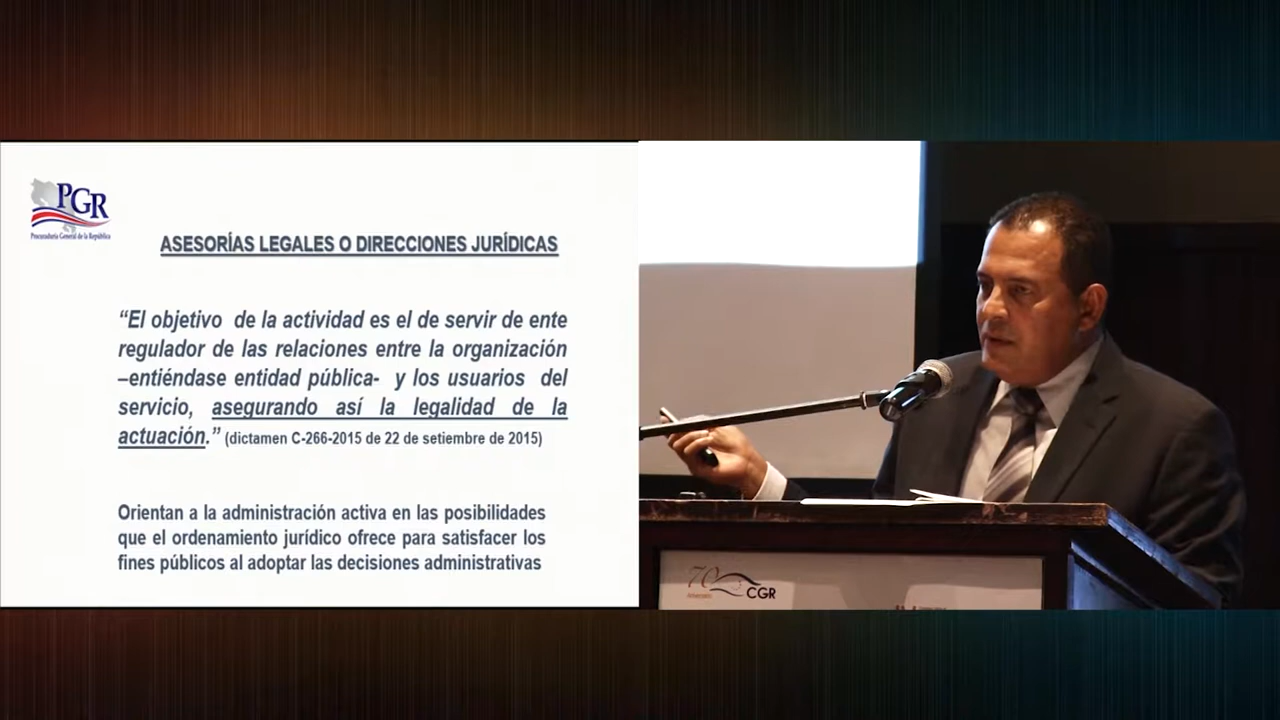 PGR
Procuraduría General de la República
ASESORÍAS LEGALES O DIRECCIONES JURÍDICAS
“El objetivo de la actividad es el de servir de ente
regulador de las relaciones entre la organización
–entiéndase entidad pública- y los usuarios del
servicio, asegurando así la legalidad de la
actuación.” (dictamen C-266-2015 de 22 de setiembre de 2015)
Orientan a la administración activa en las posibilidades
que el ordenamiento jurídico ofrece para satisfacer los
fines públicos al adoptar las decisiones administrativas
70
Aniversario
CGR